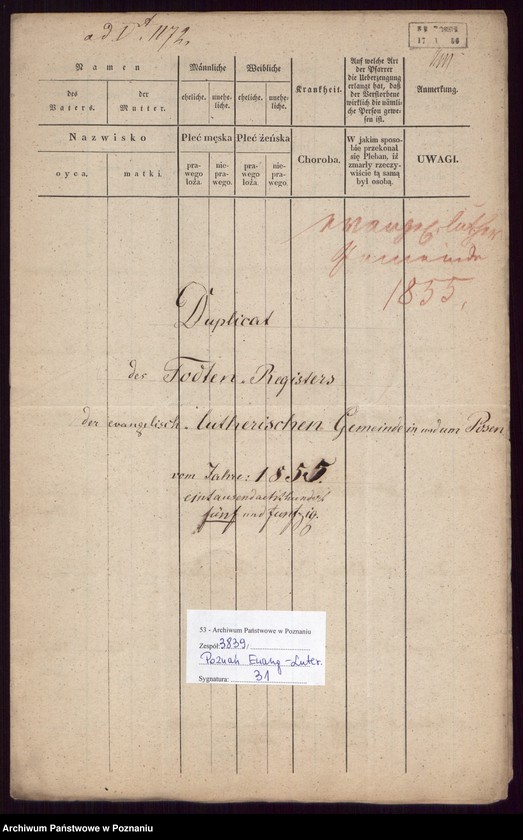 ad. V A. 1172.
Namen
des Vaters.
der Mutter.
Männliche
eheliche.
uneheliche.
Weibliche
eheliche.
uneheliche.
Krankheit.
Auf welche Art
der Pfarrer
die Ueberzeugung
erlangt hat, daß
der Verstorbene
wirklich die nämliche
Person gewesen
ist.
Anmerkung.
Nazwisko
oyca.
matki.
Płeć męska
prawego
łoża.
nieprawego.
Płeć żeńska
prawego
łoża.
nieprawego.
Choroba.
W jakim sposobie
przekonał
się Pleban, iż
zmarły rzeczywiście
tą samą
był osobą.
UWAGI.
evang. luther
Gemeinde
1855.
Duplicat
des Todten-Registers
der evangelisch-lutherischen Gemeinde in und um Posen
vom Jahre: 1855.
eintausendachthundert
fünf und funfzig.
53 - Archiwum Państwowe w Poznaniu
Zespół: 3839/
Poznań Ewang-Luter.
Sygnatura: 31
Archiwum Państwowe w Poznaniu